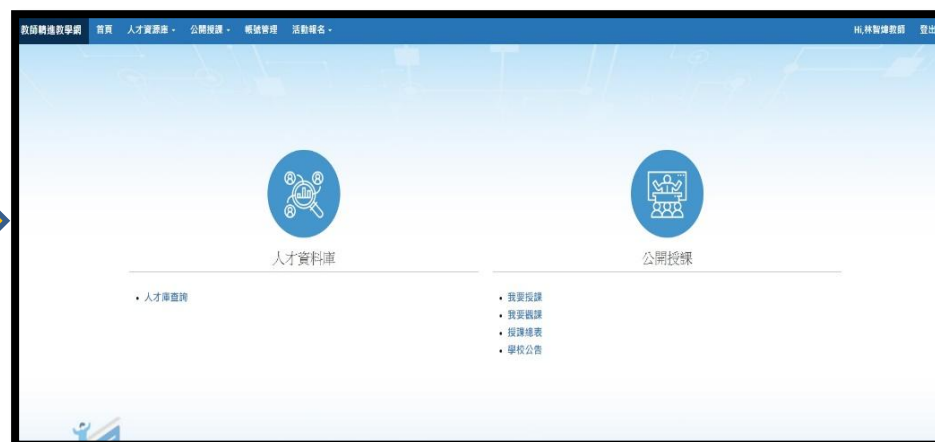 教師精進教學網 首頁 人才資源庫 公開授課 帳號管理 活動報名 Hi,林智煒教師 登出
人才資料庫 公開授課
人才庫查詢
我要授課
我要觀課
授課總表
學校公告